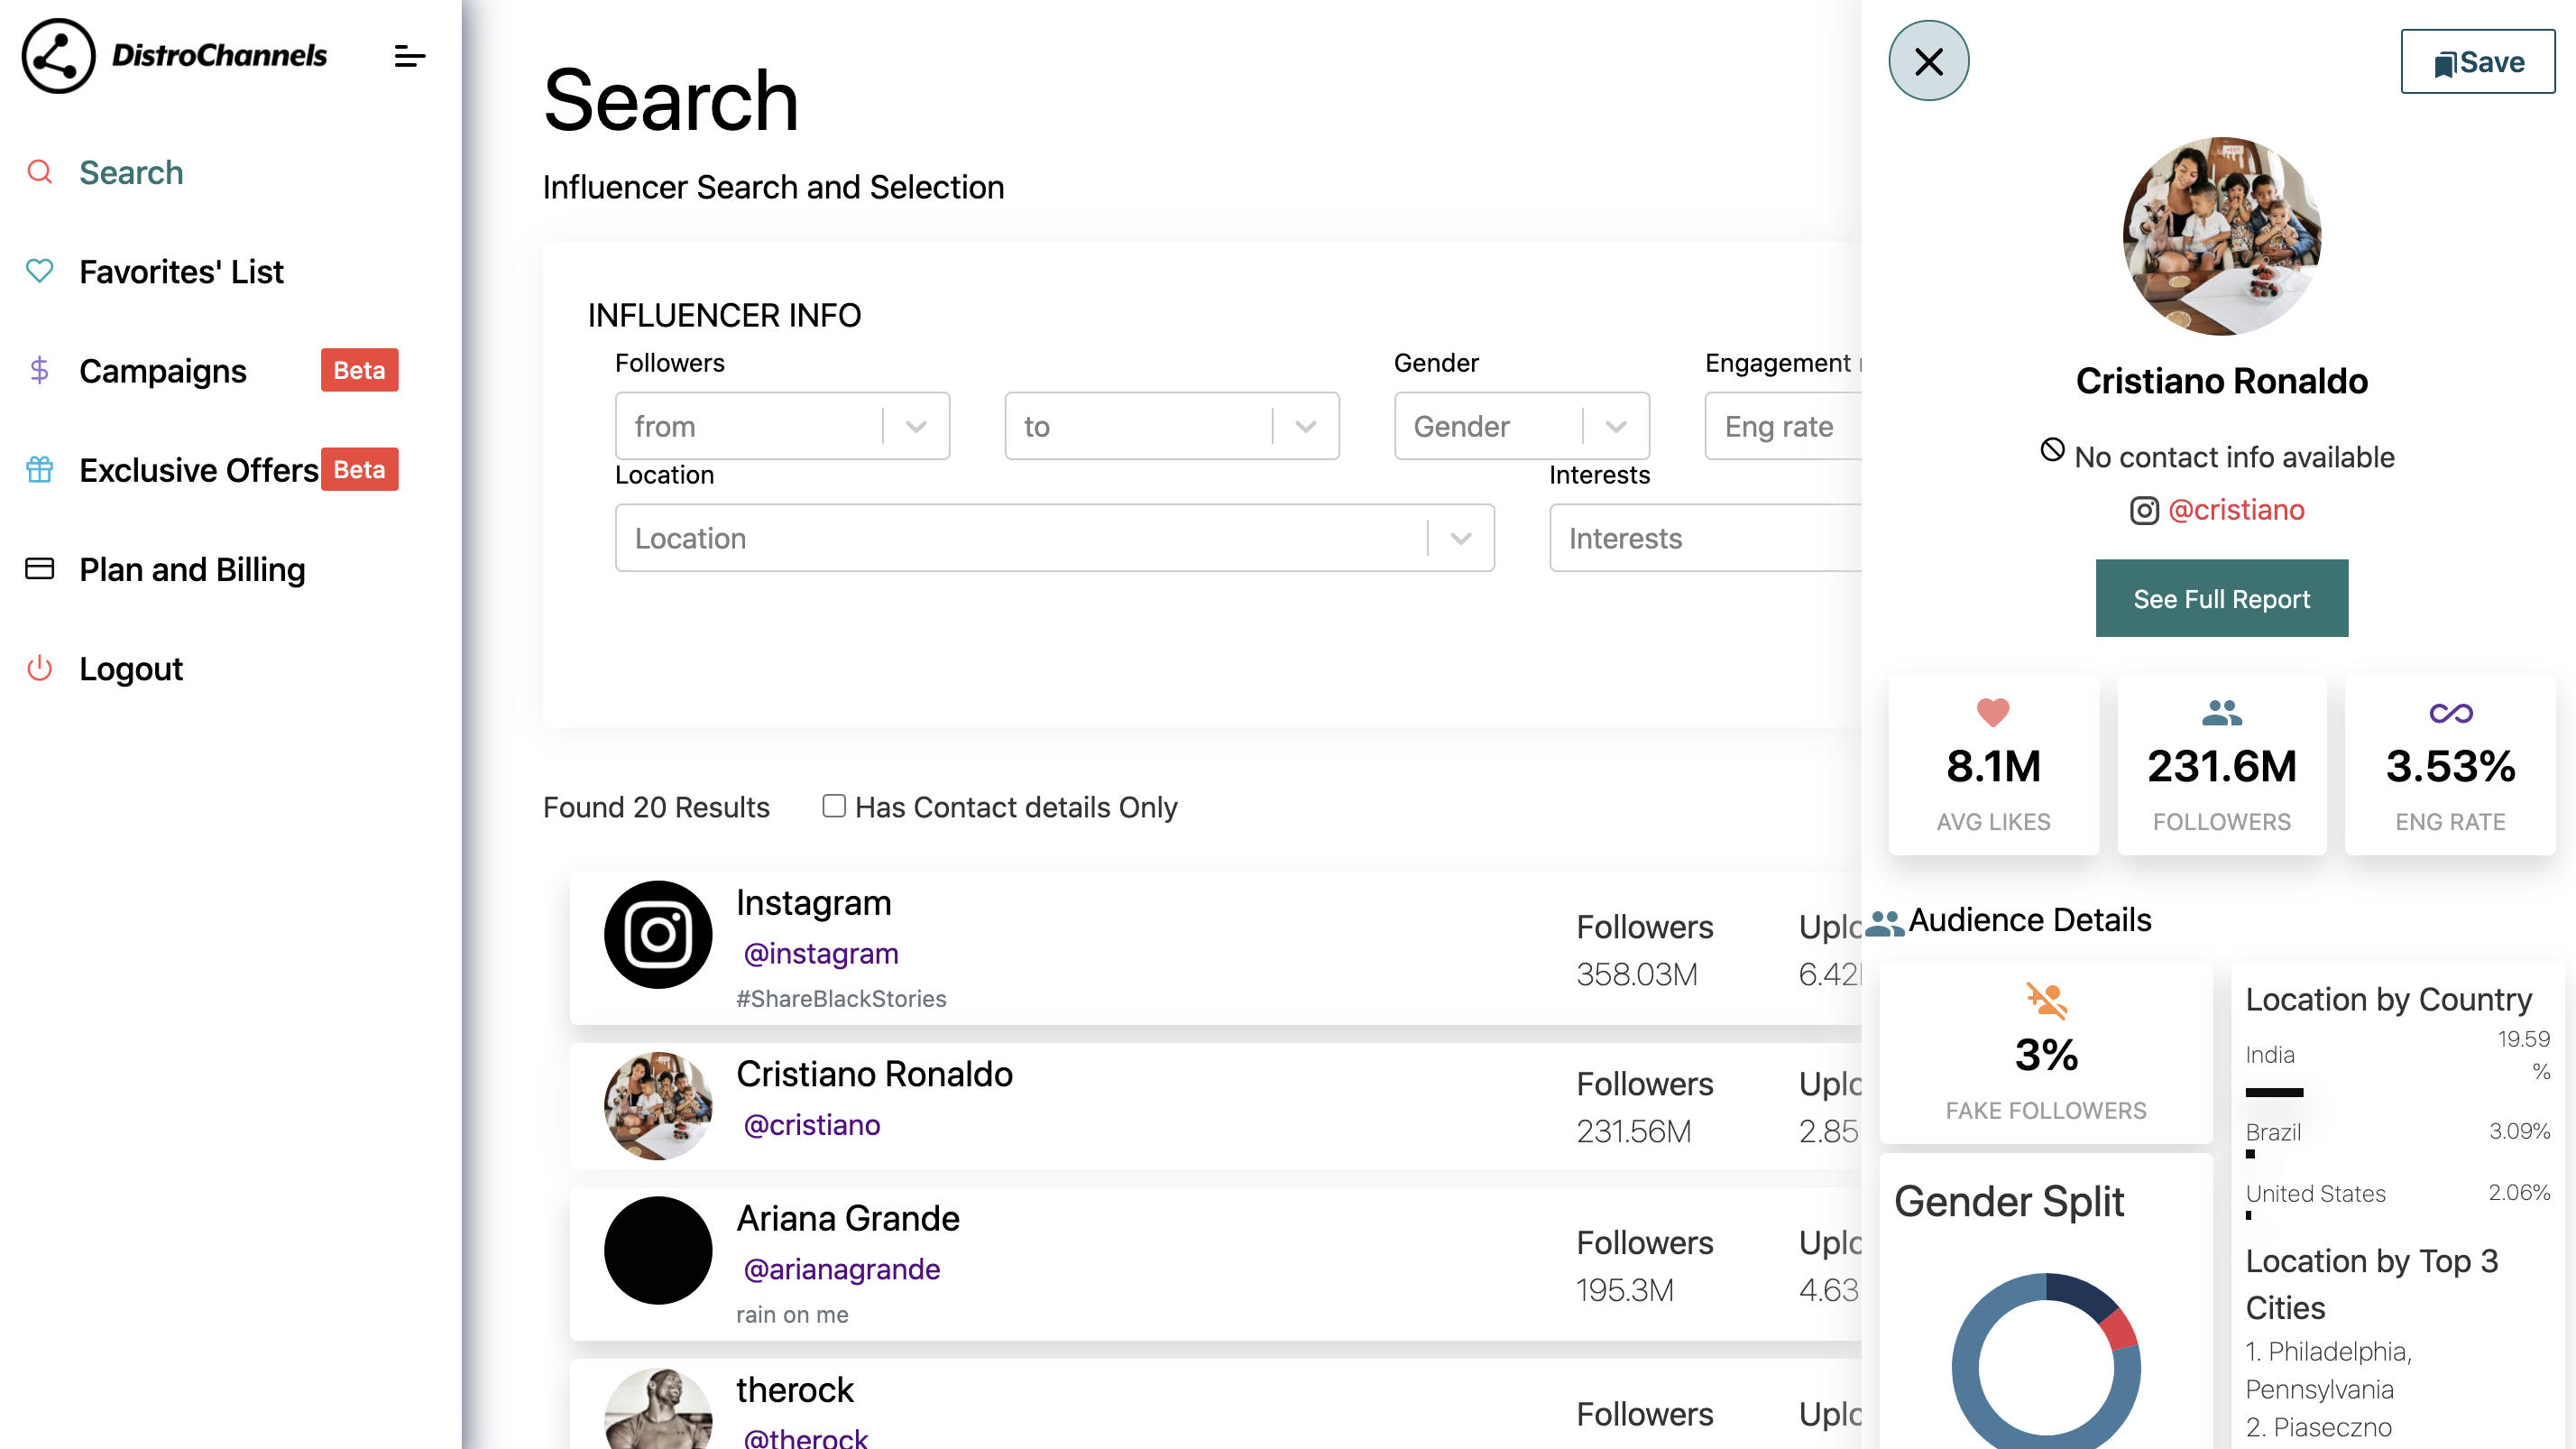 DistroChannels
Search
Favorites' List
Campaigns Beta
Exclusive Offers Beta
Plan and Billing
Logout
Search
Influencer Search and Selection
INFLUENCER INFO
Followers
from
to
Gender
Gender
Engagement
Eng rate
Location
Location
Interests
Interests
Found 20 Results
Has Contact details Only
Instagram
@instagram
#ShareBlackStories
Followers
358.03M
Uplo
6.42
Cristiano Ronaldo
@cristiano
Followers
231.56M
Uplo
2.85
Ariana Grande
@arianagrande
rain on me
Followers
195.3M
Uplo
4.63
therock
@therock
Followers
Uplo
Save
Cristiano Ronaldo
No contact info available
@cristiano
See Full Report
8.1M
AVG LIKES
231.6M
FOLLOWERS
3.53%
ENG RATE
Audience Details
3%
FAKE FOLLOWERS
Gender Split
Location by Country
India 19.59
%
Brazil 3.09%
United States 2.06%
Location by Top 3
Cities
1. Philadelphia,
Pennsylvania
2. Piaseczno